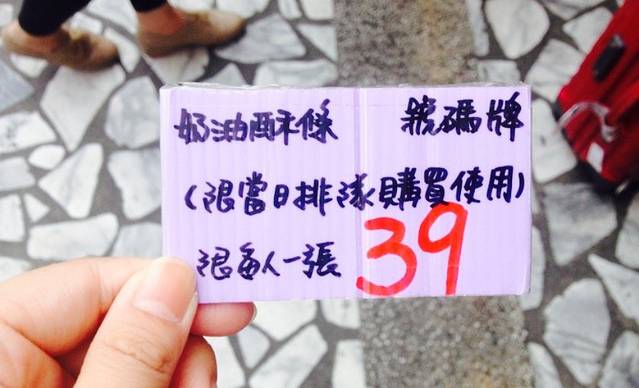 奶油酥條 號碼牌
(限當日排隊購買使用)
限每人一張 39